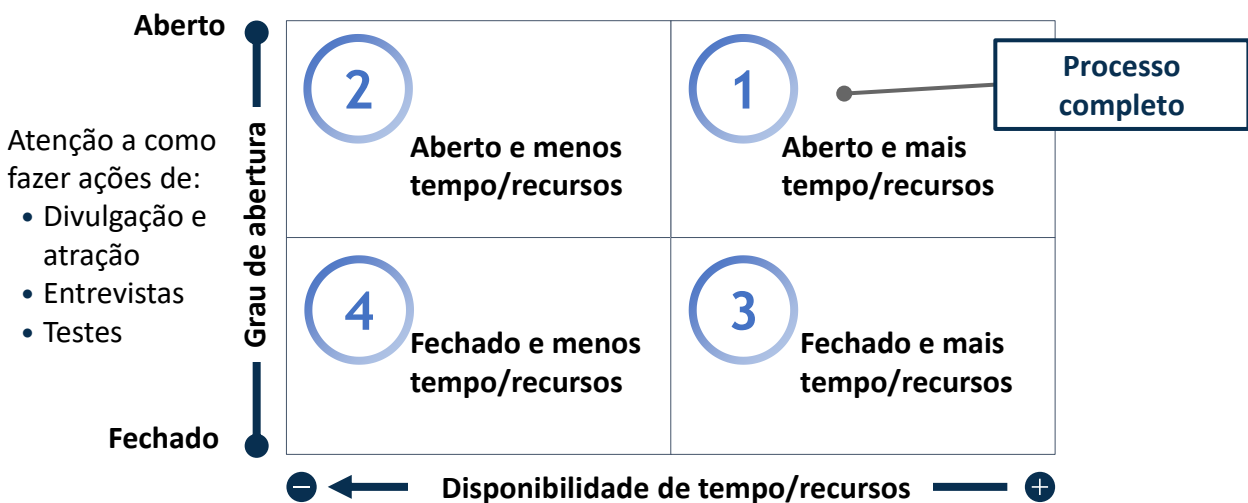 Aberto
Atenção a como
fazer ações de:
• Divulgação e
atração
• Entrevistas
• Testes
Grau de abertura
Fechado
2
Aberto e menos
tempo/recursos
1
Aberto e mais
tempo/recursos
Processo
completo
4
Fechado e menos
tempo/recursos
3
Fechado e mais
tempo/recursos
− Disponibilidade de tempo/recursos +